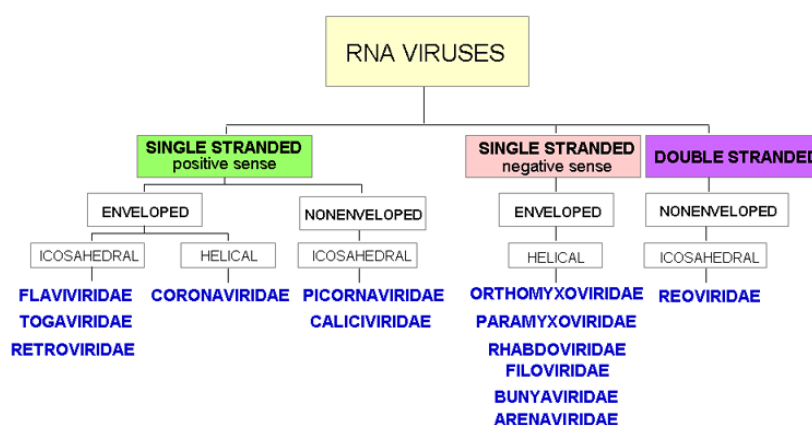 RNA VIRUSES
SINGLE STRANDED
positive sense
SINGLE STRANDED
negative sense
DOUBLE STRANDED
ENVELOPED
NONENVELOPED
ENVELOPED
NONENVELOPED
ICOSAHEDRAL
HELICAL
ICOSAHEDRAL
HELICAL
ICOSAHEDRAL
FLAVIVIRIDAE
TOGAVIRIDAE
RETROVIRIDAE
CORONAVIRIDAE
PICORNAVIRIDAE
CALICIVIRIDAE
ORTHOMYXOVIRIDAE
PARAMYXOVIRIDAE
RHABDOVIRIDAE
FILOVIRIDAE
BUNYAVIRIDAE
ARENAVIRIDAE
REOVIRIDAE